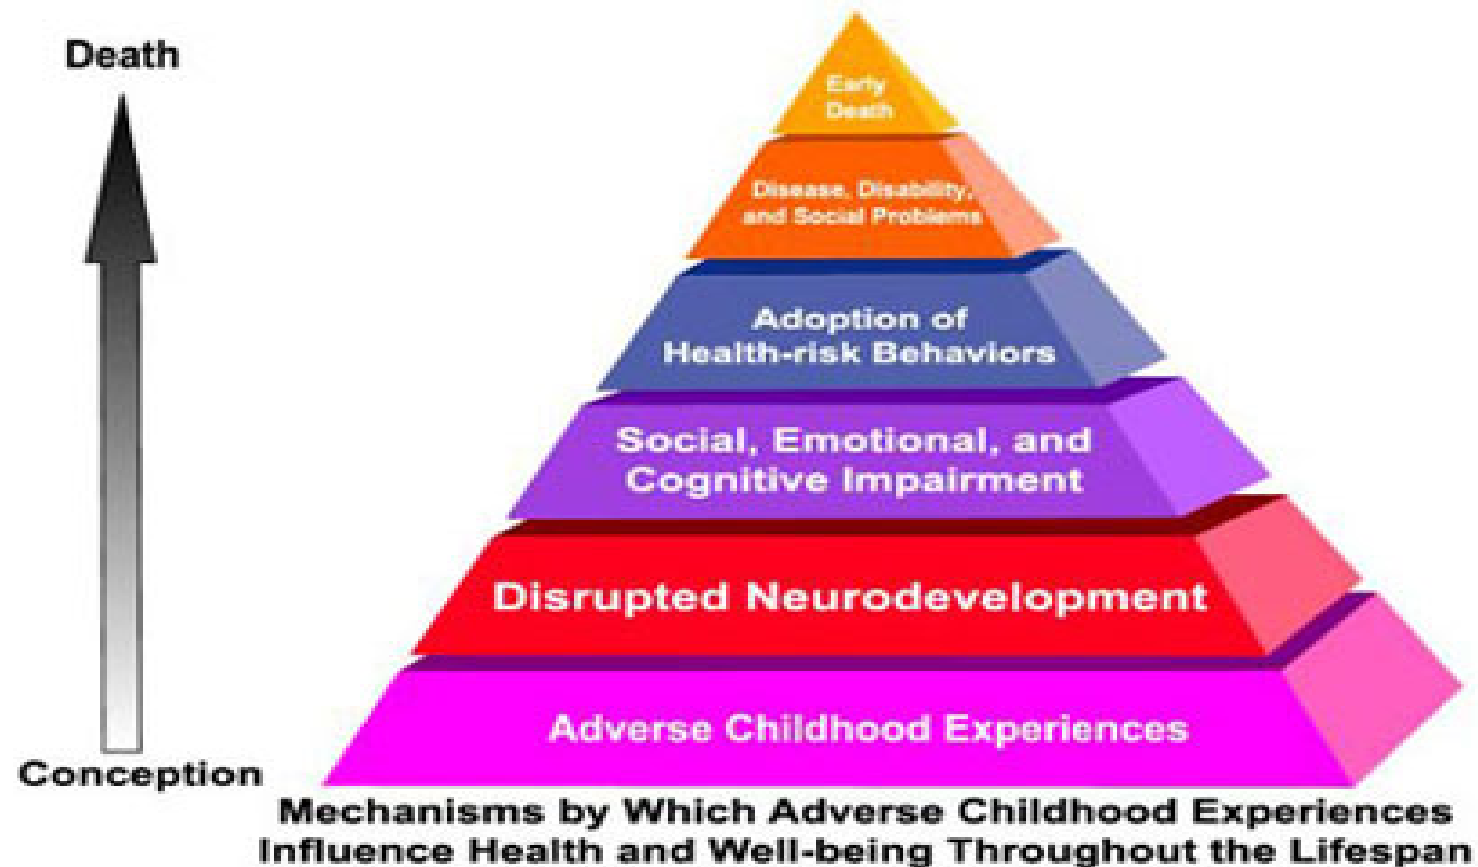 Death
Early
Death
Disease, Disability,
and Social Problems
Adoption of
Health-risk Behaviors
Social, Emotional, and
Cognitive Impairment
Disrupted Neurodevelopment
Adverse Childhood Experiences
Conception
Mechanisms by Which Adverse Childhood Experiences
Influence Health and Well-being Throughout the Lifespan